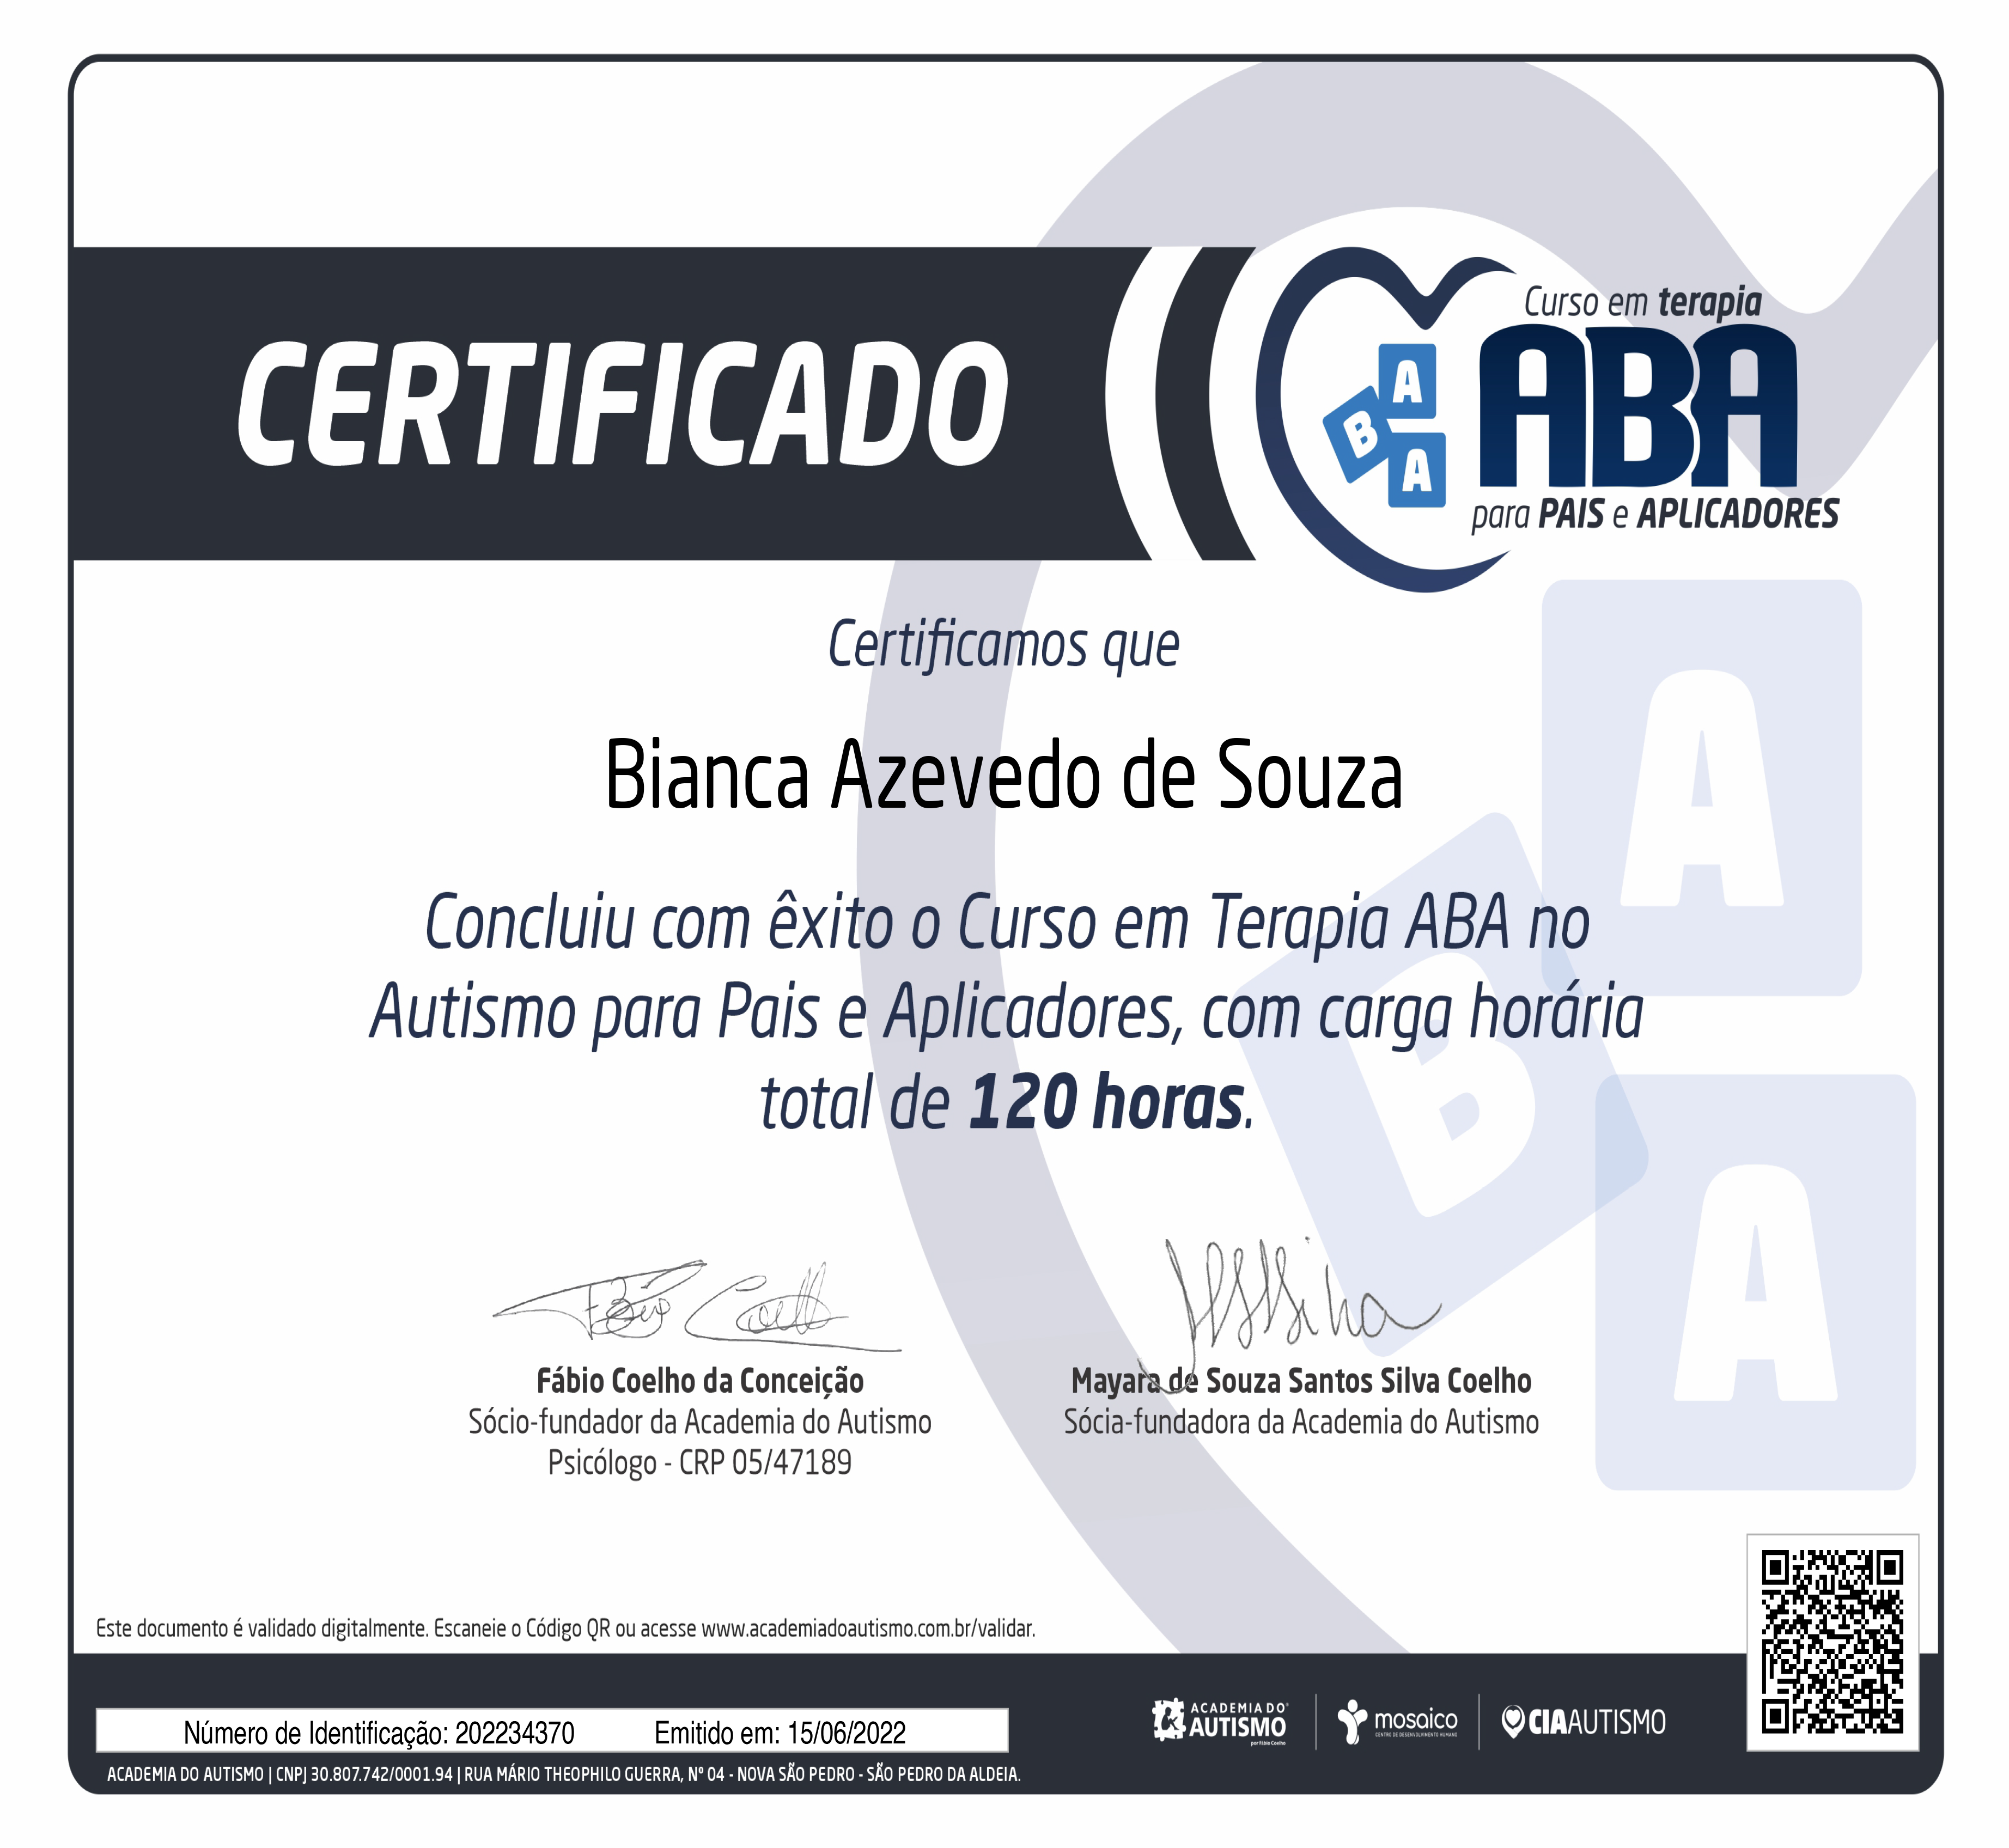 CERTIFICADO
Curso em terapia
ABA
para PAIS e APLICADORES
A
B
A
Certificamos que
Bianca Azevedo de Souza
Concluiu com êxito o Curso em Terapia ABA no
Autismo para Pais e Aplicadores, com carga horária
total de 120 horas.
A
B
A
Fábio Coelho da Conceição
Sócio-fundador da Academia do Autismo
Psicólogo - CRP 05/47189
Mayara de Souza Santos Silva Coelho
Sócia-fundadora da Academia do Autismo
Este documento é validado digitalmente. Escaneie o Código QR ou acesse www.academiadoautismo.com.br/validar.
Número de Identificação: 202234370 Emitido em: 15/06/2022
ACADEMIA DO
AUTISMO
por Fábio Coelho
mosaico
CENTRO DE DESENVOLVIMENTO HUMANO
CIAAUTISMO
ACADEMIA DO AUTISMO | CNPJ 30.807.742/0001.94 | RUA MÁRIO THEOPHILO GUERRA, Nº 04 - NOVA SÃO PEDRO - SÃO PEDRO DA ALDEIA.